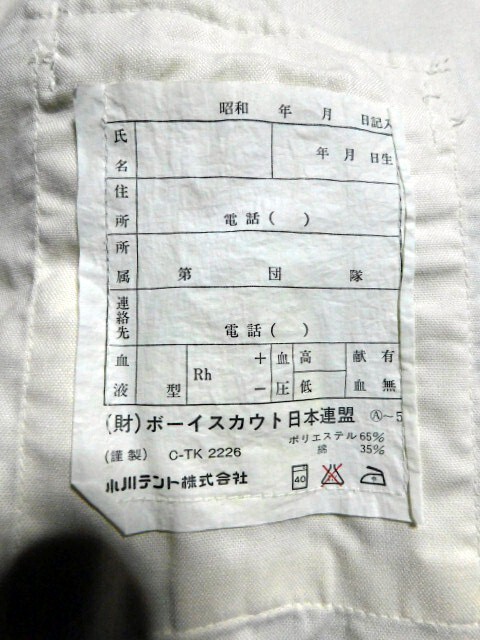 昭和 年 月 日記入
氏名 年 月 日生
住所 電話( )
所属 第 団 隊
連絡先 電話( )
血液 型 Rh + − 血圧 高 低 献血 有 無
(財)ボーイスカウト日本連盟 Ⓐ〜5
(謹製) C-TK 2226 ポリエステル 65%
綿 35%
小川テント株式会社 40